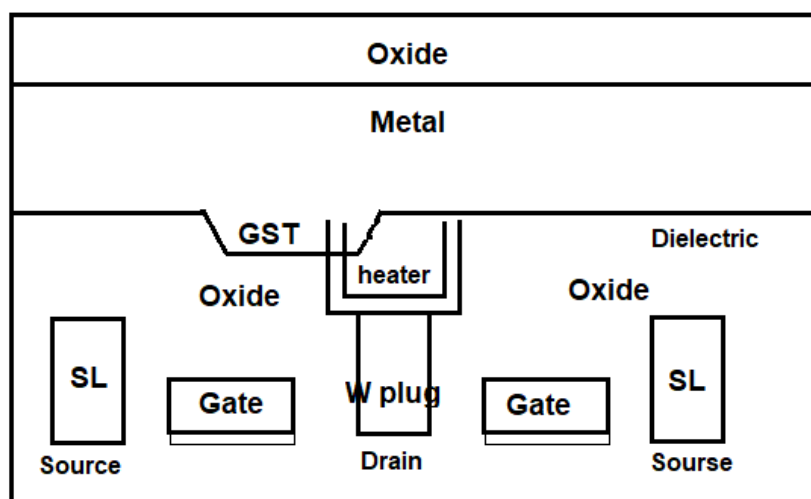 Oxide
Metal
GST
Dielectric
heater
Oxide
Oxide
SL
SL
Gate
W plug
Gate
Source
Drain
Sourse